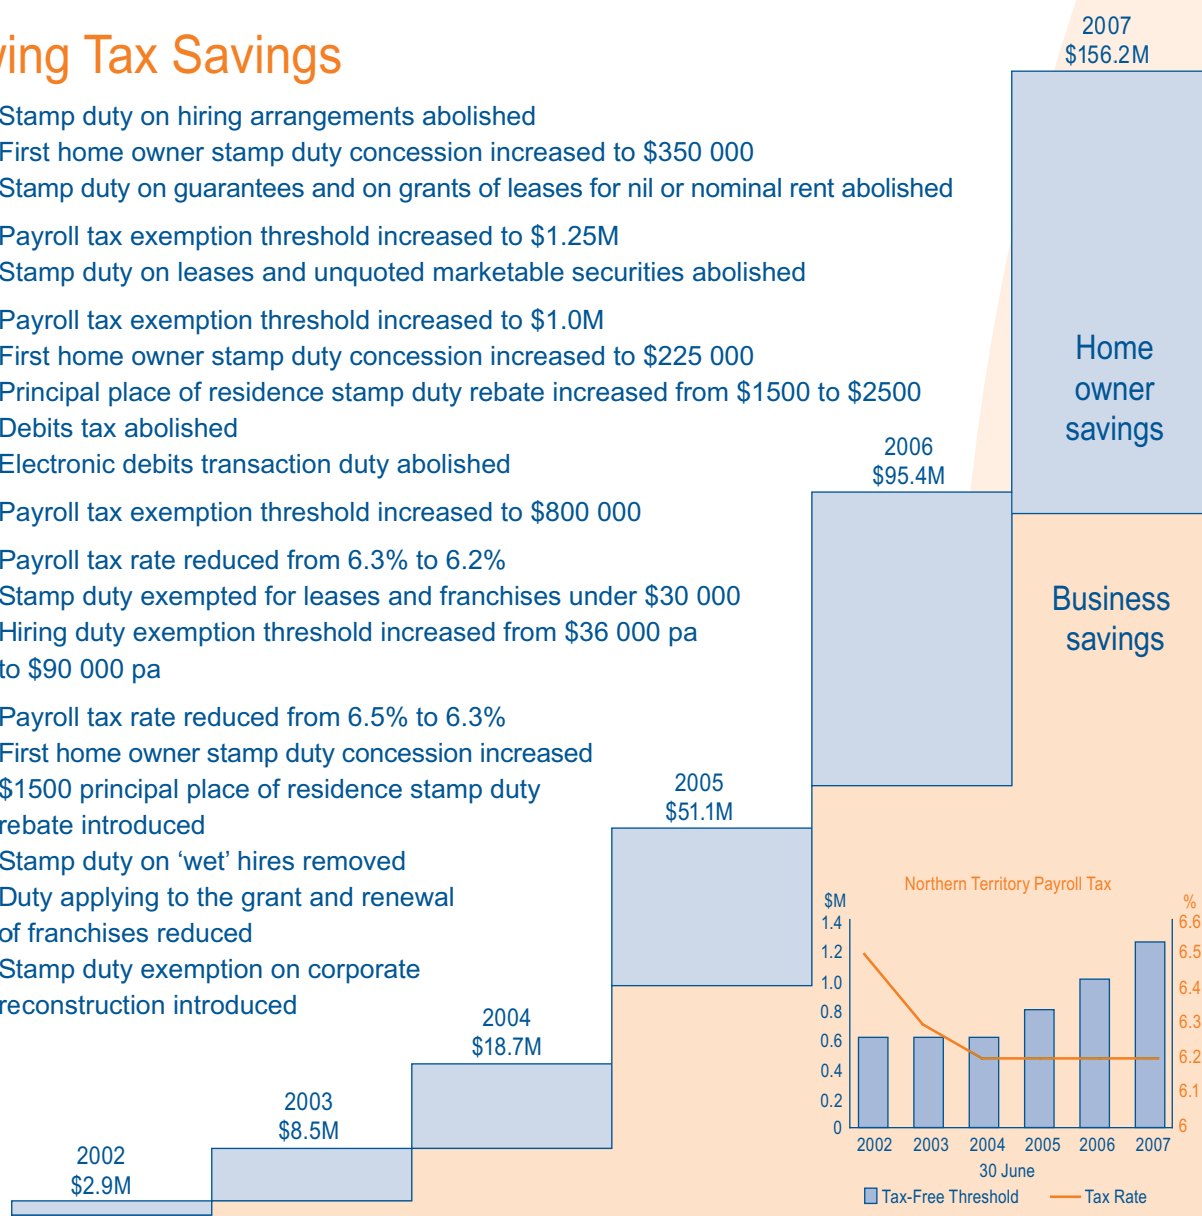 Tax Savings
Stamp duty on hiring arrangements abolished
First home owner stamp duty concession increased to $350 000
Stamp duty on guarantees and on grants of leases for nil or nominal rent abolished
Payroll tax exemption threshold increased to $1.25M
Stamp duty on leases and unquoted marketable securities abolished
Payroll tax exemption threshold increased to $1.0M
First home owner stamp duty concession increased to $225 000
Principal place of residence stamp duty rebate increased from $1500 to $2500
Debits tax abolished
Electronic debits transaction duty abolished
Payroll tax exemption threshold increased to $800 000
Payroll tax rate reduced from 6.3% to 6.2%
Stamp duty exempted for leases and franchises under $30 000
Hiring duty exemption threshold increased from $36 000 pa
to $90 000 pa
Payroll tax rate reduced from 6.5% to 6.3%
First home owner stamp duty concession increased
$1500 principal place of residence stamp duty
rebate introduced
Stamp duty on ‘wet’ hires removed
Duty applying to the grant and renewal
of franchises reduced
Stamp duty exemption on corporate
reconstruction introduced
2002
$2.9M
2003
$8.5M
2004
$18.7M
2005
$51.1M
2006
$95.4M
2007
$156.2M
Home
owner
savings
Business
savings
Northern Territory Payroll Tax
$M
1.4
1.2
1.0
0.8
0.6
0.4
0.2
0
%
6.6
6.5
6.4
6.3
6.2
6.1
6
2002 2003 2004 2005 2006 2007
30 June
Tax-Free Threshold Tax Rate